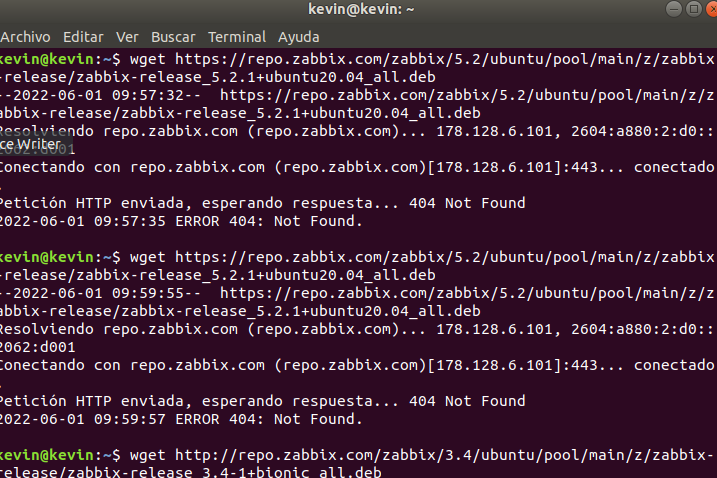 kevin@kevin: ~
Archivo Editar Ver Buscar Terminal Ayuda
kevin@kevin:~$ wget https://repo.zabbix.com/zabbix/5.2/ubuntu/pool/main/z/zabbix
-release/zabbix-release_5.2.1+ubuntu20.04_all.deb
--2022-06-01 09:57:32--  https://repo.zabbix.com/zabbix/5.2/ubuntu/pool/main/z/z
abbix-release/zabbix-release_5.2.1+ubuntu20.04_all.deb
Resolviendo repo.zabbix.com (repo.zabbix.com)... 178.128.6.101, 2604:a880:2:d0::
2062:d001
ce Writer
Conectando con repo.zabbix.com (repo.zabbix.com)[178.128.6.101]:443... conectado
.
Petición HTTP enviada, esperando respuesta... 404 Not Found
2022-06-01 09:57:35 ERROR 404: Not Found.
kevin@kevin:~$ wget https://repo.zabbix.com/zabbix/5.2/ubuntu/pool/main/z/zabbix
-release/zabbix-release_5.2.1+ubuntu20.04_all.deb
--2022-06-01 09:59:55--  https://repo.zabbix.com/zabbix/5.2/ubuntu/pool/main/z/z
abbix-release/zabbix-release_5.2.1+ubuntu20.04_all.deb
Resolviendo repo.zabbix.com (repo.zabbix.com)... 178.128.6.101, 2604:a880:2:d0::
2062:d001
Conectando con repo.zabbix.com (repo.zabbix.com)[178.128.6.101]:443... conectado
.
Petición HTTP enviada, esperando respuesta... 404 Not Found
2022-06-01 09:59:57 ERROR 404: Not Found.
kevin@kevin:~$ wget http://repo.zabbix.com/zabbix/3.4/ubuntu/pool/main/z/zabbix-
release/zabbix-release_3.4-1+bionic_all.deb